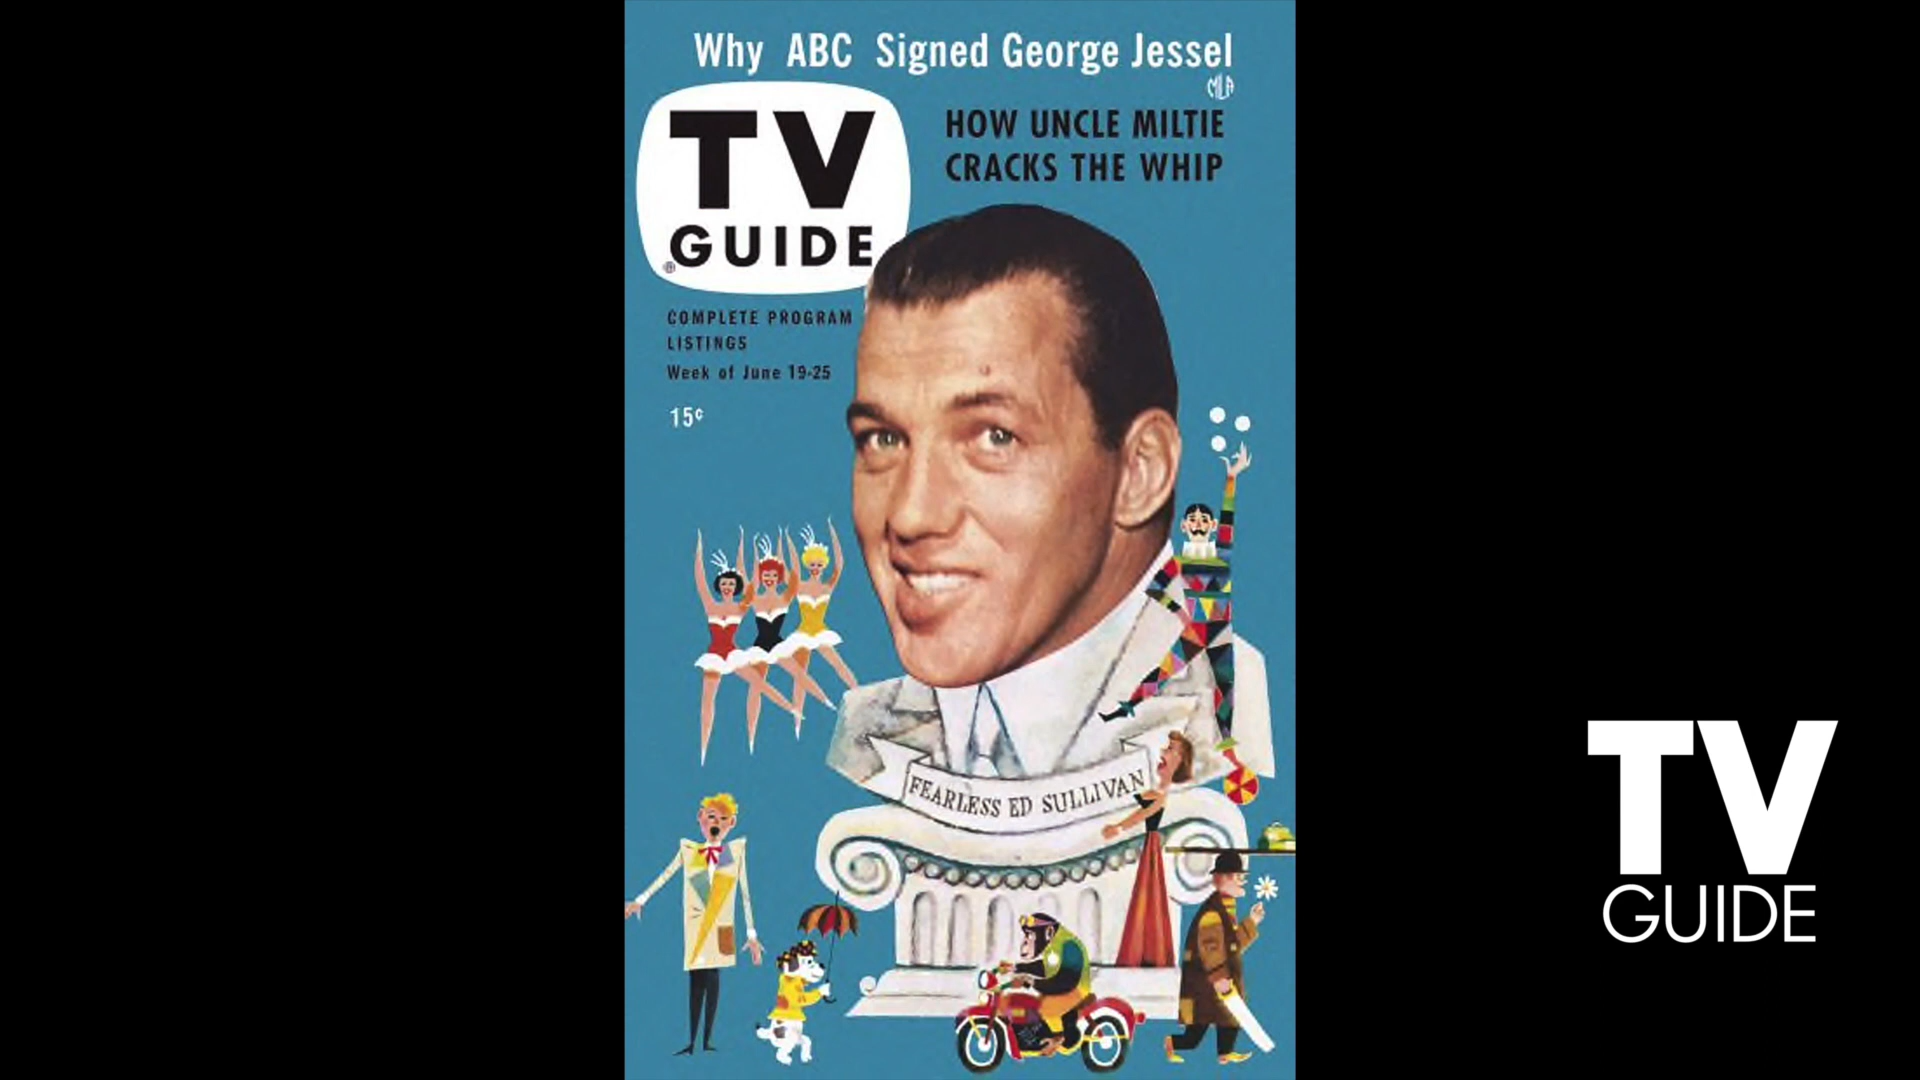 Why ABC Signed George Jessel
MLA
TV
GUIDE
®
HOW UNCLE MILTIE
CRACKS THE WHIP
COMPLETE PROGRAM
LISTINGS
Week of June 19-25
15¢
FEARLESS ED SULLIVAN
TV
GUIDE